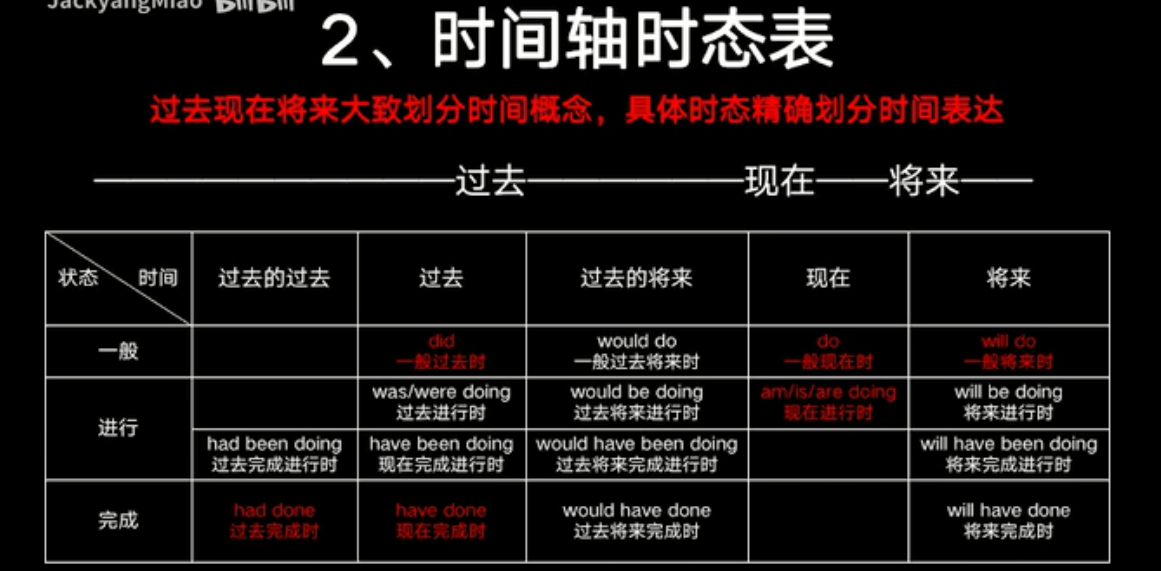 JackyangMiao BiliBili
2、时间轴时态表
过去现在将来大致划分时间概念，具体时态精确划分时间表达
过去 现在 将来
状态 时间 过去的过去 过去 过去的将来 现在 将来
一般
did
一般过去时
would do
一般过去将来时
do
一般现在时
will do
一般将来时
进行
was/were doing
过去进行时
would be doing
过去将来进行时
am/is/are doing
现在进行时
will be doing
将来进行时
had been doing
过去完成进行时
have been doing
现在完成进行时
would have been doing
过去将来完成进行时
will have been doing
将来完成进行时
完成
had done
过去完成时
have done
现在完成时
would have done
过去将来完成时
will have done
将来完成时